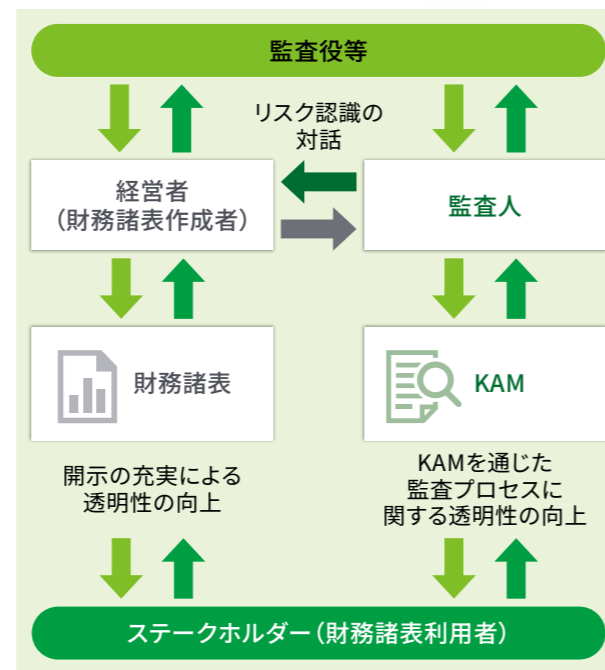 監査役等
リスク認識の
対話
経営者
（財務諸表作成者）
監査人
財務諸表
KAM
開示の充実による
透明性の向上
KAMを通じた
監査プロセスに
関する透明性の向上
ステークホルダー（財務諸表利用者）